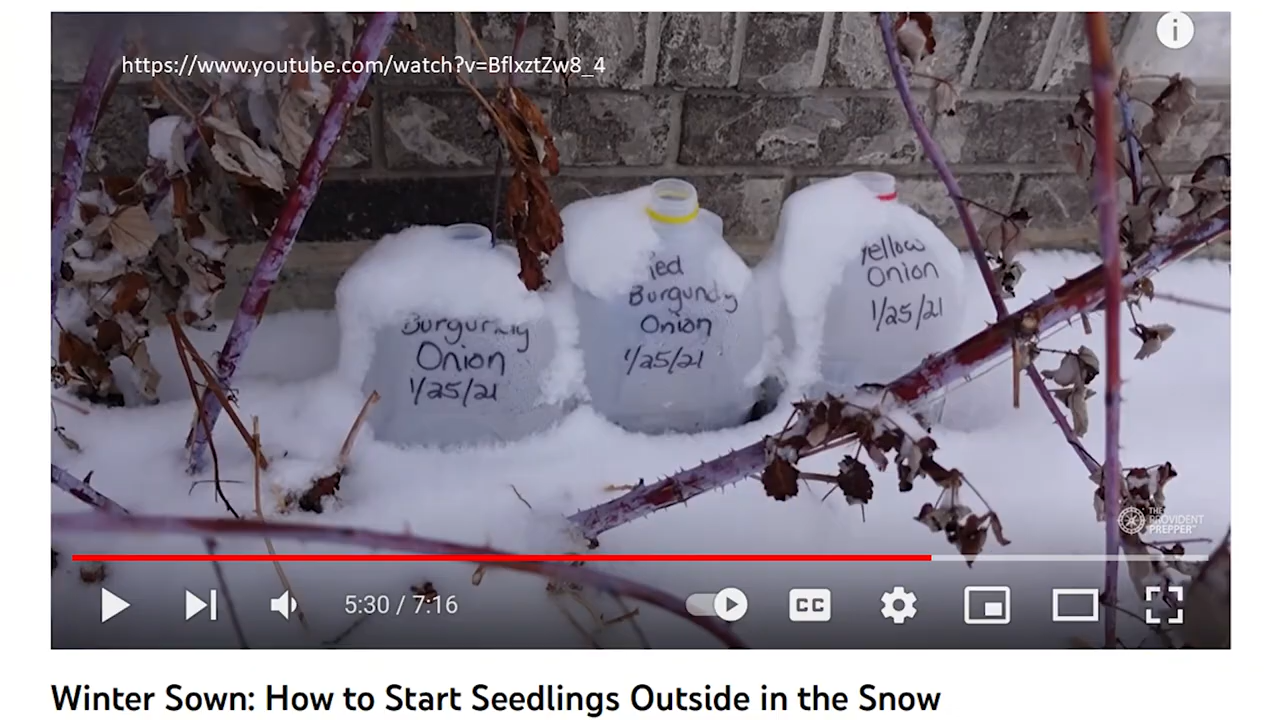 https://www.youtube.com/watch?v=BflxztZw8_4
Yellow
Onion
1/25/21
Burgundy
Onion
1/25/21
Burgundy
Onion
1/25/21
THE
PROVIDENT
"PREPPER"
5:30 / 7:16
CC
Winter Sown: How to Start Seedlings Outside in the Snow